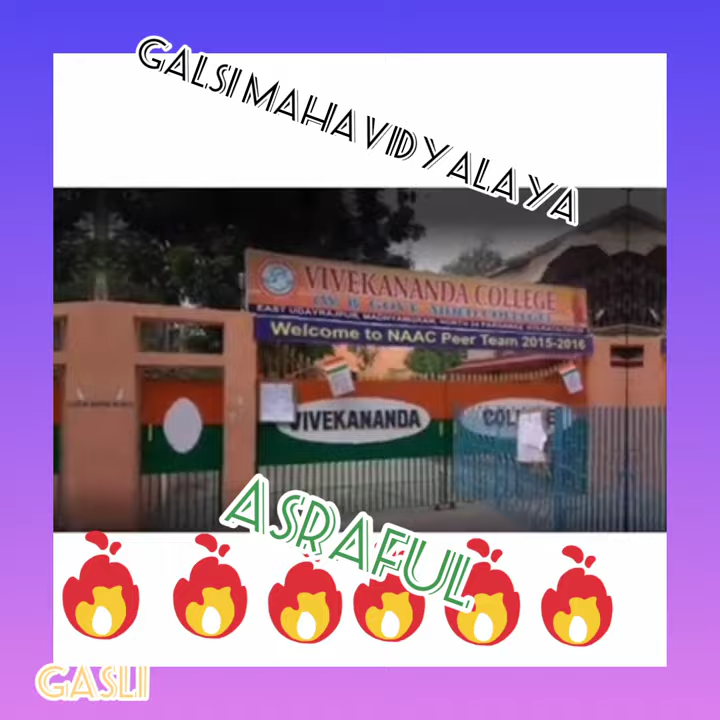 GALSI MAHAVIDYALAYA
VIVEKANANDA COLLEGE
Welcome to NAAC Peer Team 2015-2016
VIVEKANANDA
ASRAFUL
GASLI